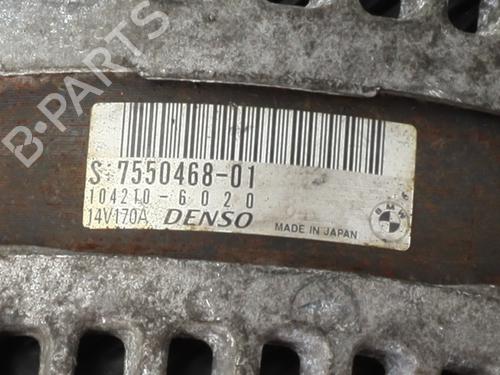 B-PARTS
S:7550468-01
104210-6020
14V170A DENSO
BMW
MADE IN JAPAN